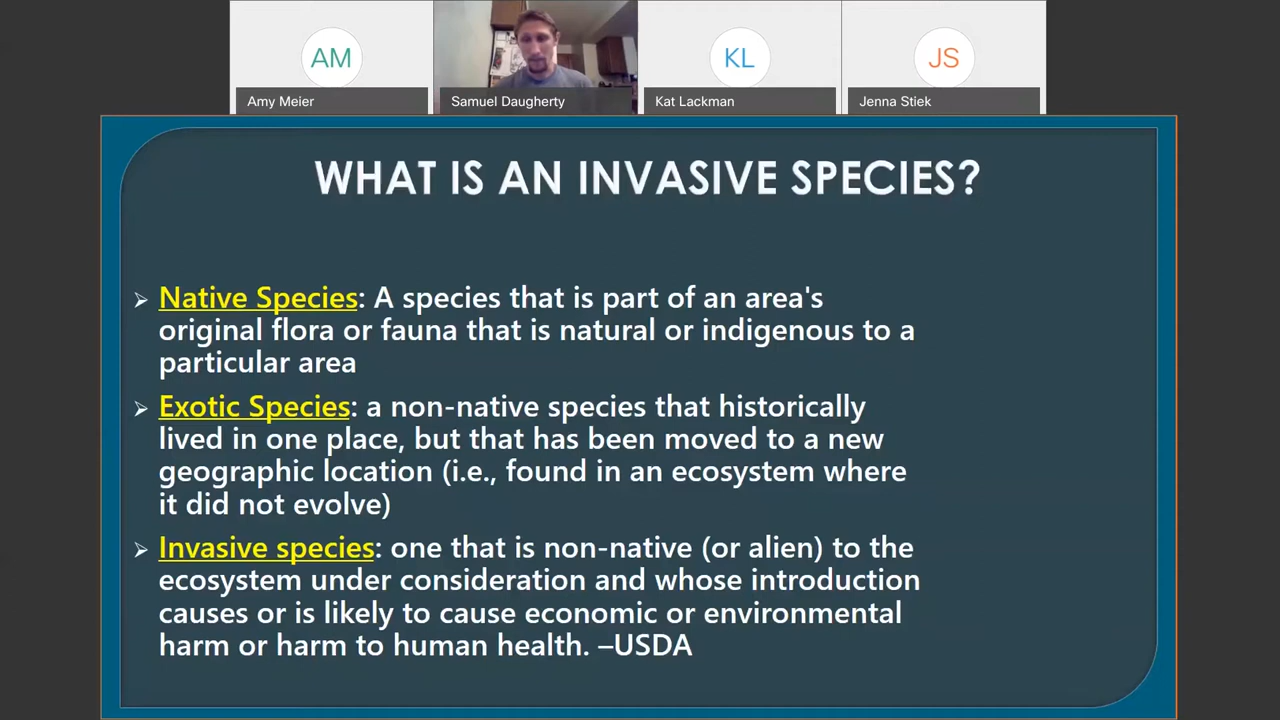 AM
KL
JS
Amy Meier
Samuel Daugherty
Kat Lackman
Jenna Stiek
WHAT IS AN INVASIVE SPECIES?
➢ Native Species: A species that is part of an area's
original flora or fauna that is natural or indigenous to a
particular area
➢ Exotic Species: a non-native species that historically
lived in one place, but that has been moved to a new
geographic location (i.e., found in an ecosystem where
it did not evolve)
➢ Invasive species: one that is non-native (or alien) to the
ecosystem under consideration and whose introduction
causes or is likely to cause economic or environmental
harm or harm to human health. –USDA